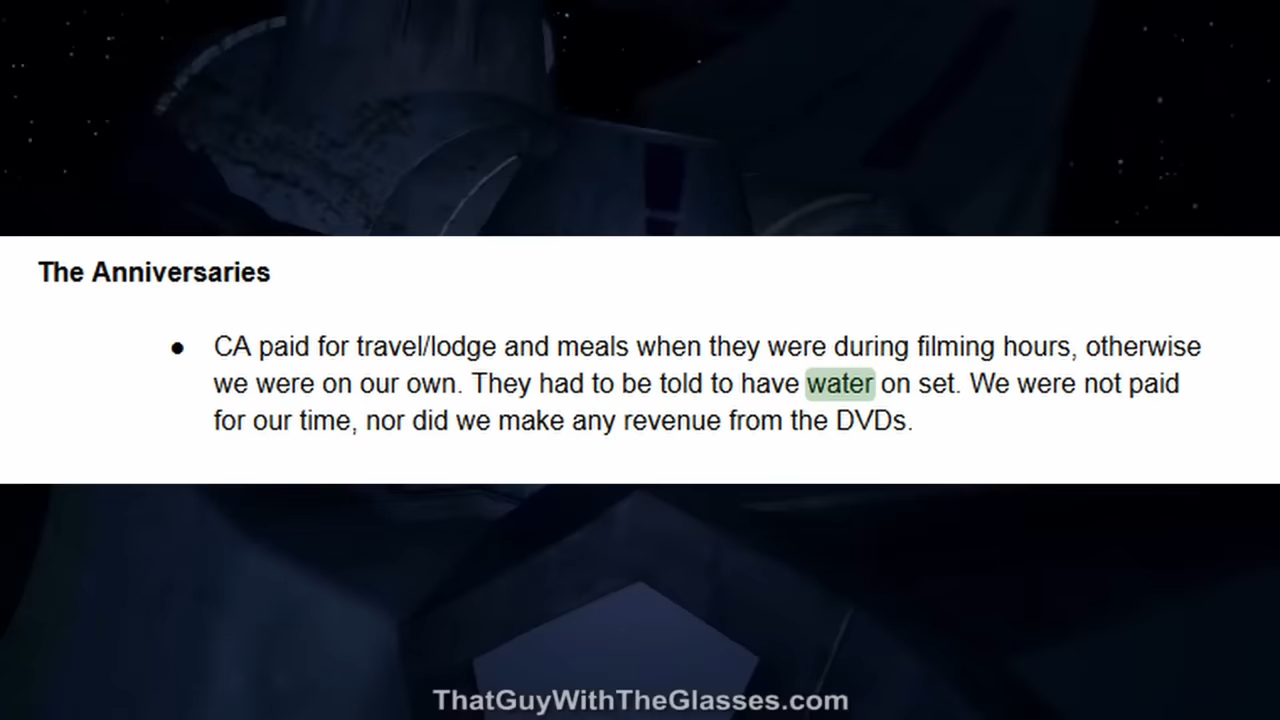 The Anniversaries
● CA paid for travel/lodge and meals when they were during filming hours, otherwise
we were on our own. They had to be told to have water on set. We were not paid
for our time, nor did we make any revenue from the DVDs.
ThatGuyWithTheGlasses.com